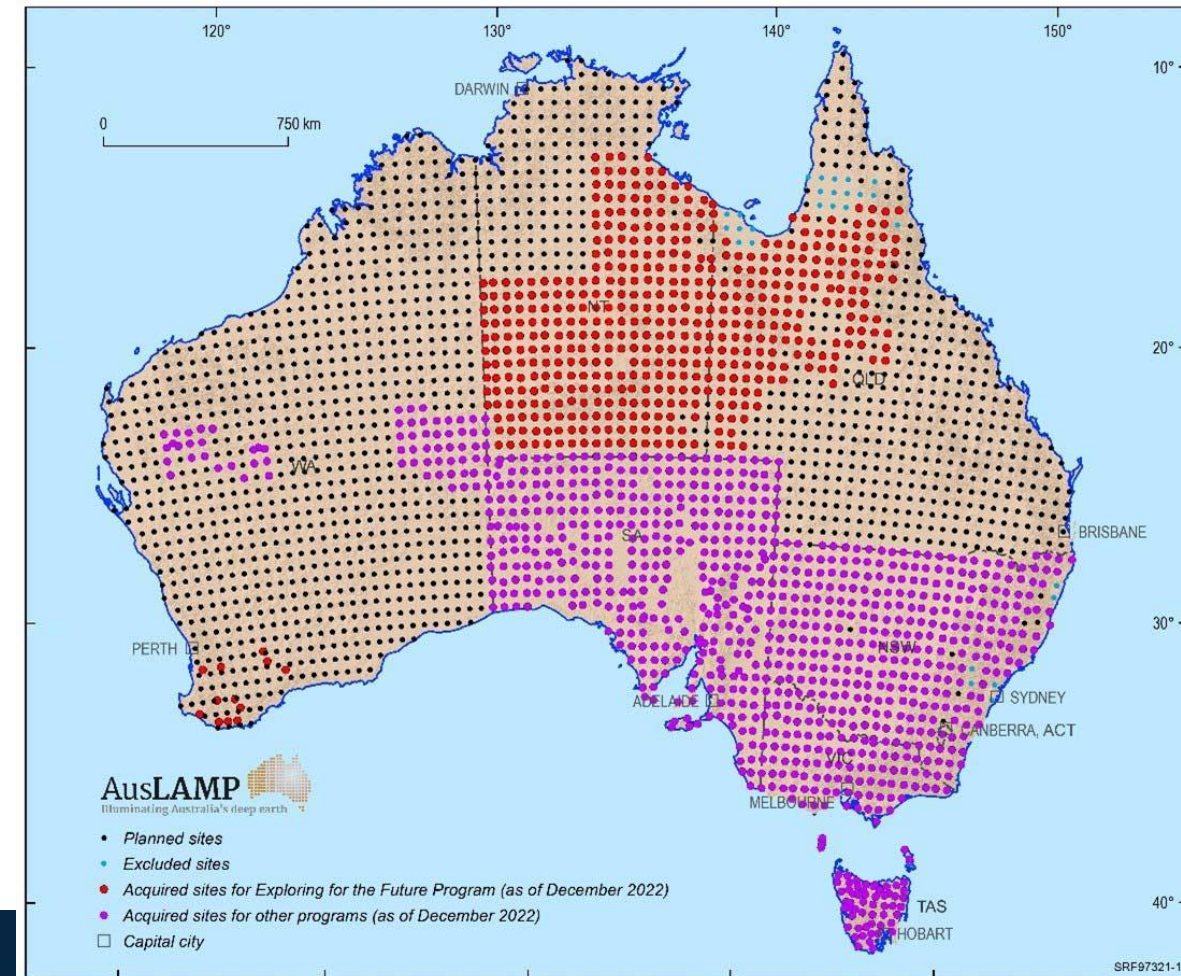 120°
130°
140°
150°
10°
DARWIN
0
750 km
NT
20°
QLD
WA
SA
BRISBANE
30°
PERTH
NSW
ADELAIDE
SYDNEY
CANBERRA, ACT
VIC
MELBOURNE
AusLAMP
Illuminating Australia's deep earth
Planned sites
Excluded sites
Acquired sites for Exploring for the Future Program (as of December 2022)
Acquired sites for other programs (as of December 2022)
Capital city
TAS
40°
HOBART
SRF97321-1